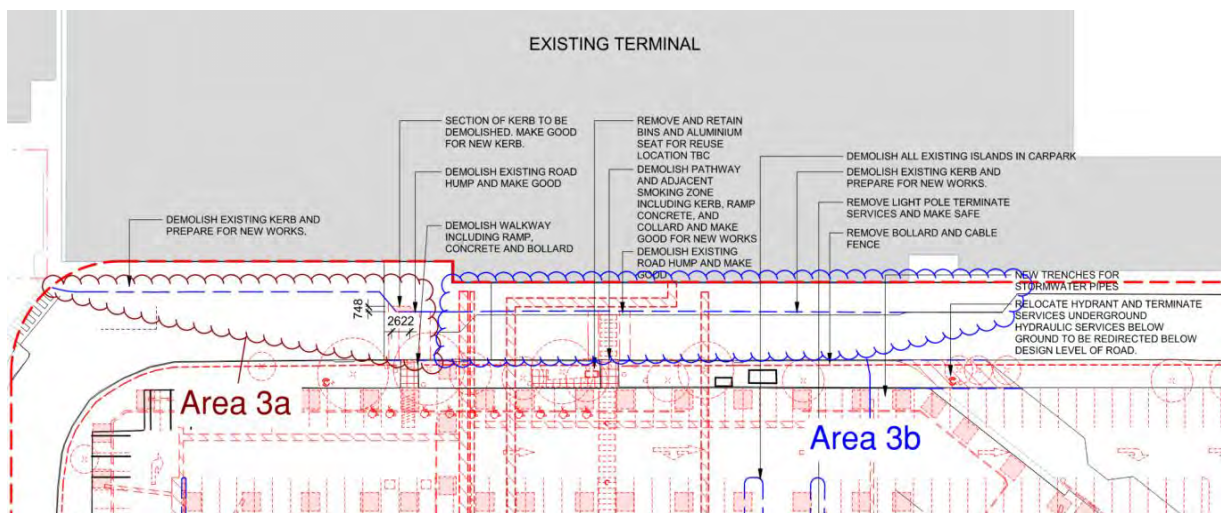 EXISTING TERMINAL
SECTION OF KERB TO BE
DEMOLISHED. MAKE GOOD
FOR NEW KERB.
DEMOLISH EXISTING ROAD
HUMP AND MAKE GOOD
DEMOLISH EXISTING KERB AND
PREPARE FOR NEW WORKS.
DEMOLISH WALKWAY
INCLUDING RAMP,
CONCRETE AND BOLLARD
REMOVE AND RETAIN
BINS AND ALUMINIUM
SEAT FOR REUSE
LOCATION TBC
DEMOLISH PATHWAY
AND ADJACENT
SMOKING ZONE
INCLUDING KERB, RAMP
CONCRETE, AND
COLLARD AND MAKE
GOOD FOR NEW WORKS
DEMOLISH EXISTING
ROAD HUMP AND MAKE
GOOD
DEMOLISH ALL EXISTING ISLANDS IN CARPARK
DEMOLISH EXISTING KERB AND
PREPARE FOR NEW WORKS.
REMOVE LIGHT POLE TERMINATE
SERVICES AND MAKE SAFE
REMOVE BOLLARD AND CABLE
FENCE
NEW TRENCHES FOR
STORMWATER PIPES
RELOCATE HYDRANT AND TERMINATE
SERVICES UNDERGROUND
HYDRAULIC SERVICES BELOW
GROUND TO BE REDIRECTED BELOW
DESIGN LEVEL OF ROAD.
748
2622
Area 3a
Area 3b